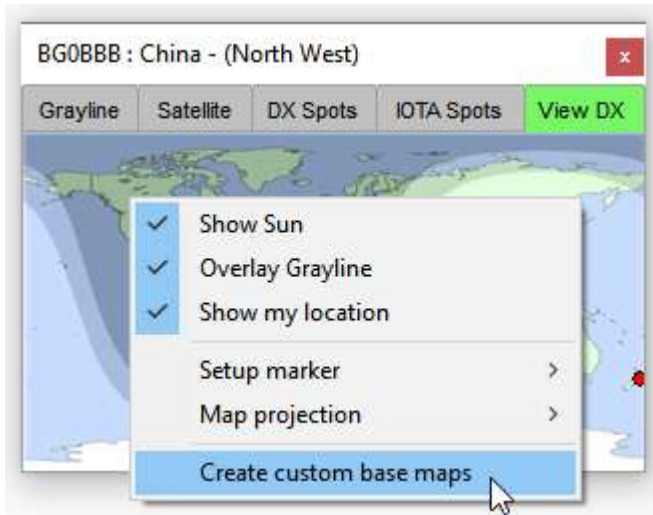 BG0BBB : China - (North West)
x
Grayline Satellite DX Spots IOTA Spots View DX
Show Sun
Overlay Grayline
Show my location
Setup marker
Map projection
Create custom base maps